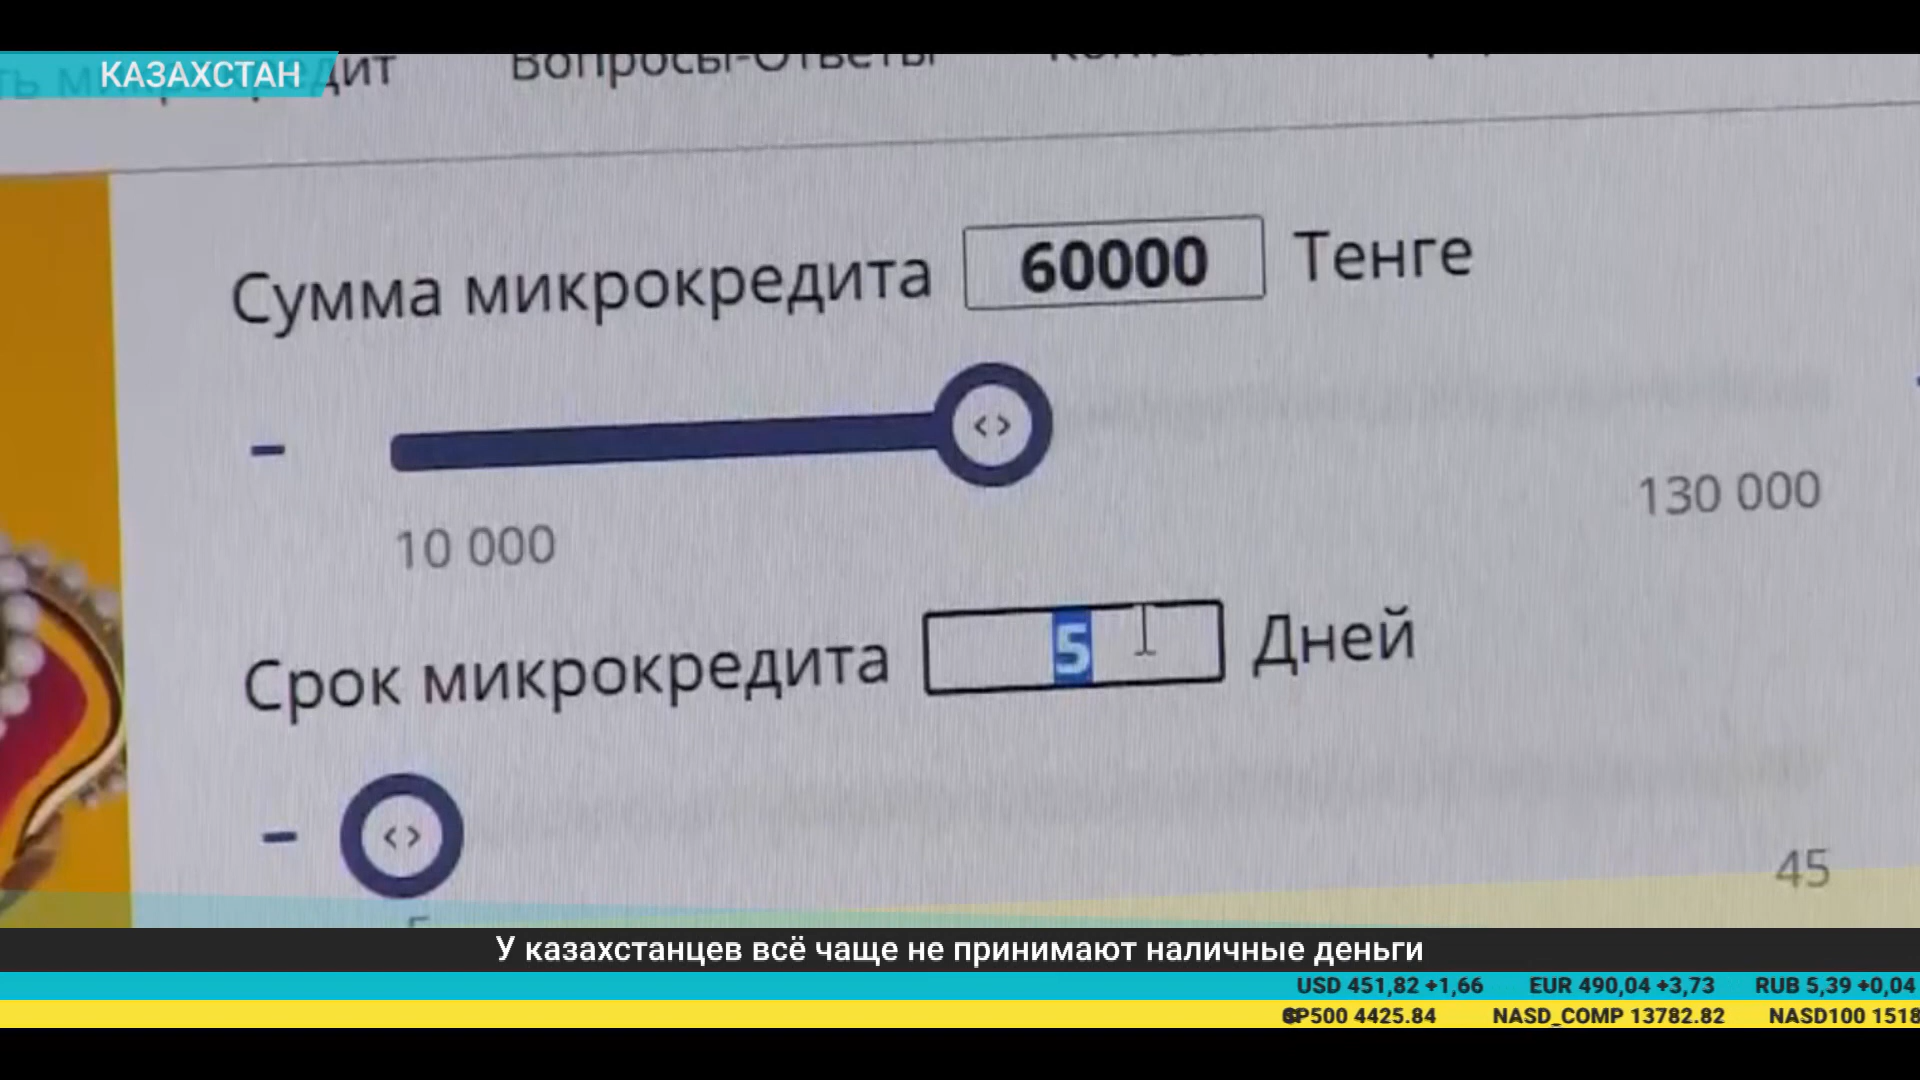 КАЗАХСТАН
Вопросы-Ответы
Сумма микрокредита 60000 Тенге
10 000
130 000
Срок микрокредита 5 Дней
45
У казахстанцев всё чаще не принимают наличные деньги
USD 451,82 +1,66 EUR 490,04 +3,73 RUB 5,39 +0,04
SP500 4425.84 NASD_COMP 13782.82 NASD100 1518